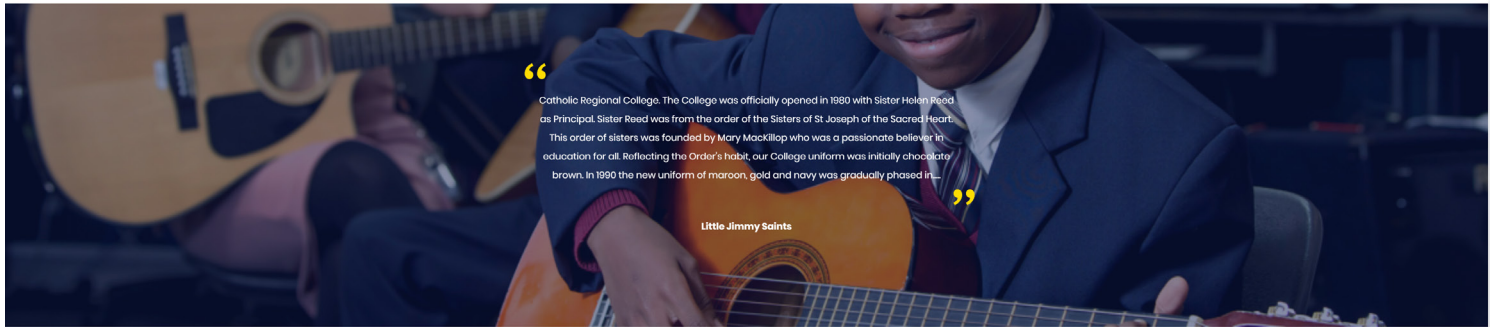 “
Catholic Regional College. The College was officially opened in 1980 with Sister Helen Reed
as Principal. Sister Reed was from the order of the Sisters of St Joseph of the Sacred Heart.
This order of sisters was founded by Mary MacKillop who was a passionate believer in
education for all. Reflecting the Order's habit, our College uniform was initially chocolate
brown. In 1990 the new uniform of maroon, gold and navy was gradually phased in....
”
Little Jimmy Saints